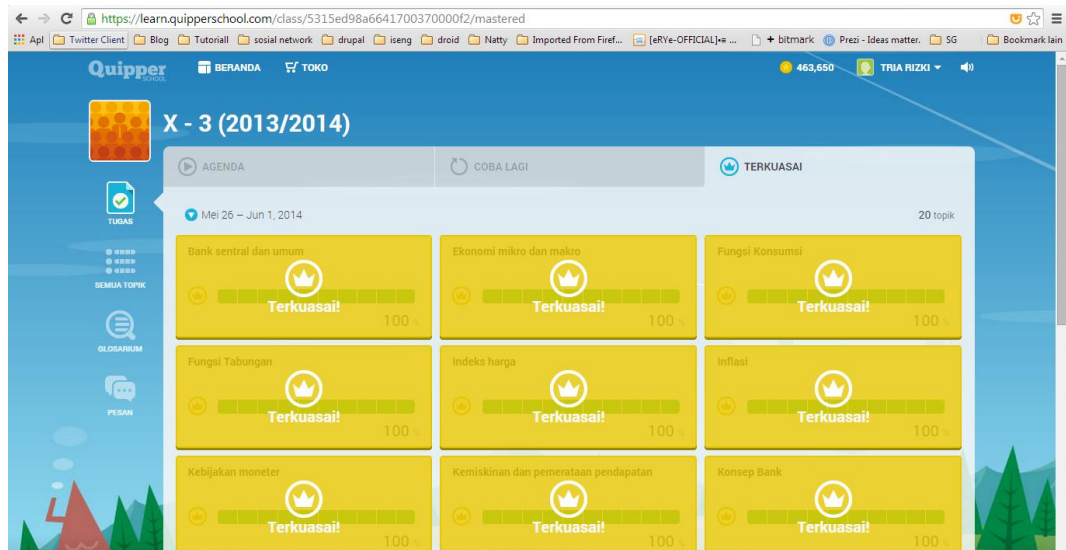 https://learn.quipperschool.com/class/5315ed98a6641700370000f2/mastered
Apl Twitter Client Blog Tutoriall sosial network drupal iseng droid Natty Imported From Firef... [eRYe-OFFICIAL]•≡ ... + bitmark Prezi - Ideas matter. SG Bookmark lain
Quipper SCHOOL BERANDA TOKO 463,650 TRIA RIZKI
X - 3 (2013/2014)
AGENDA COBA LAGI TERKUASAI
TUGAS
Mei 26 – Jun 1, 2014 20 topik
SEMUA TOPIK
GLOSARIUM
PESAN
Bank sentral dan umum
Terkuasai!
100 %
Ekonomi mikro dan makro
Terkuasai!
100 %
Fungsi Konsumsi
Terkuasai!
100 %
Fungsi Tabungan
Terkuasai!
100 %
Indeks harga
Terkuasai!
100 %
Inflasi
Terkuasai!
100 %
Kebijakan moneter
Terkuasai!
100 %
Kemiskinan dan pemerataan pendapatan
Terkuasai!
100 %
Konsep Bank
Terkuasai!
100 %